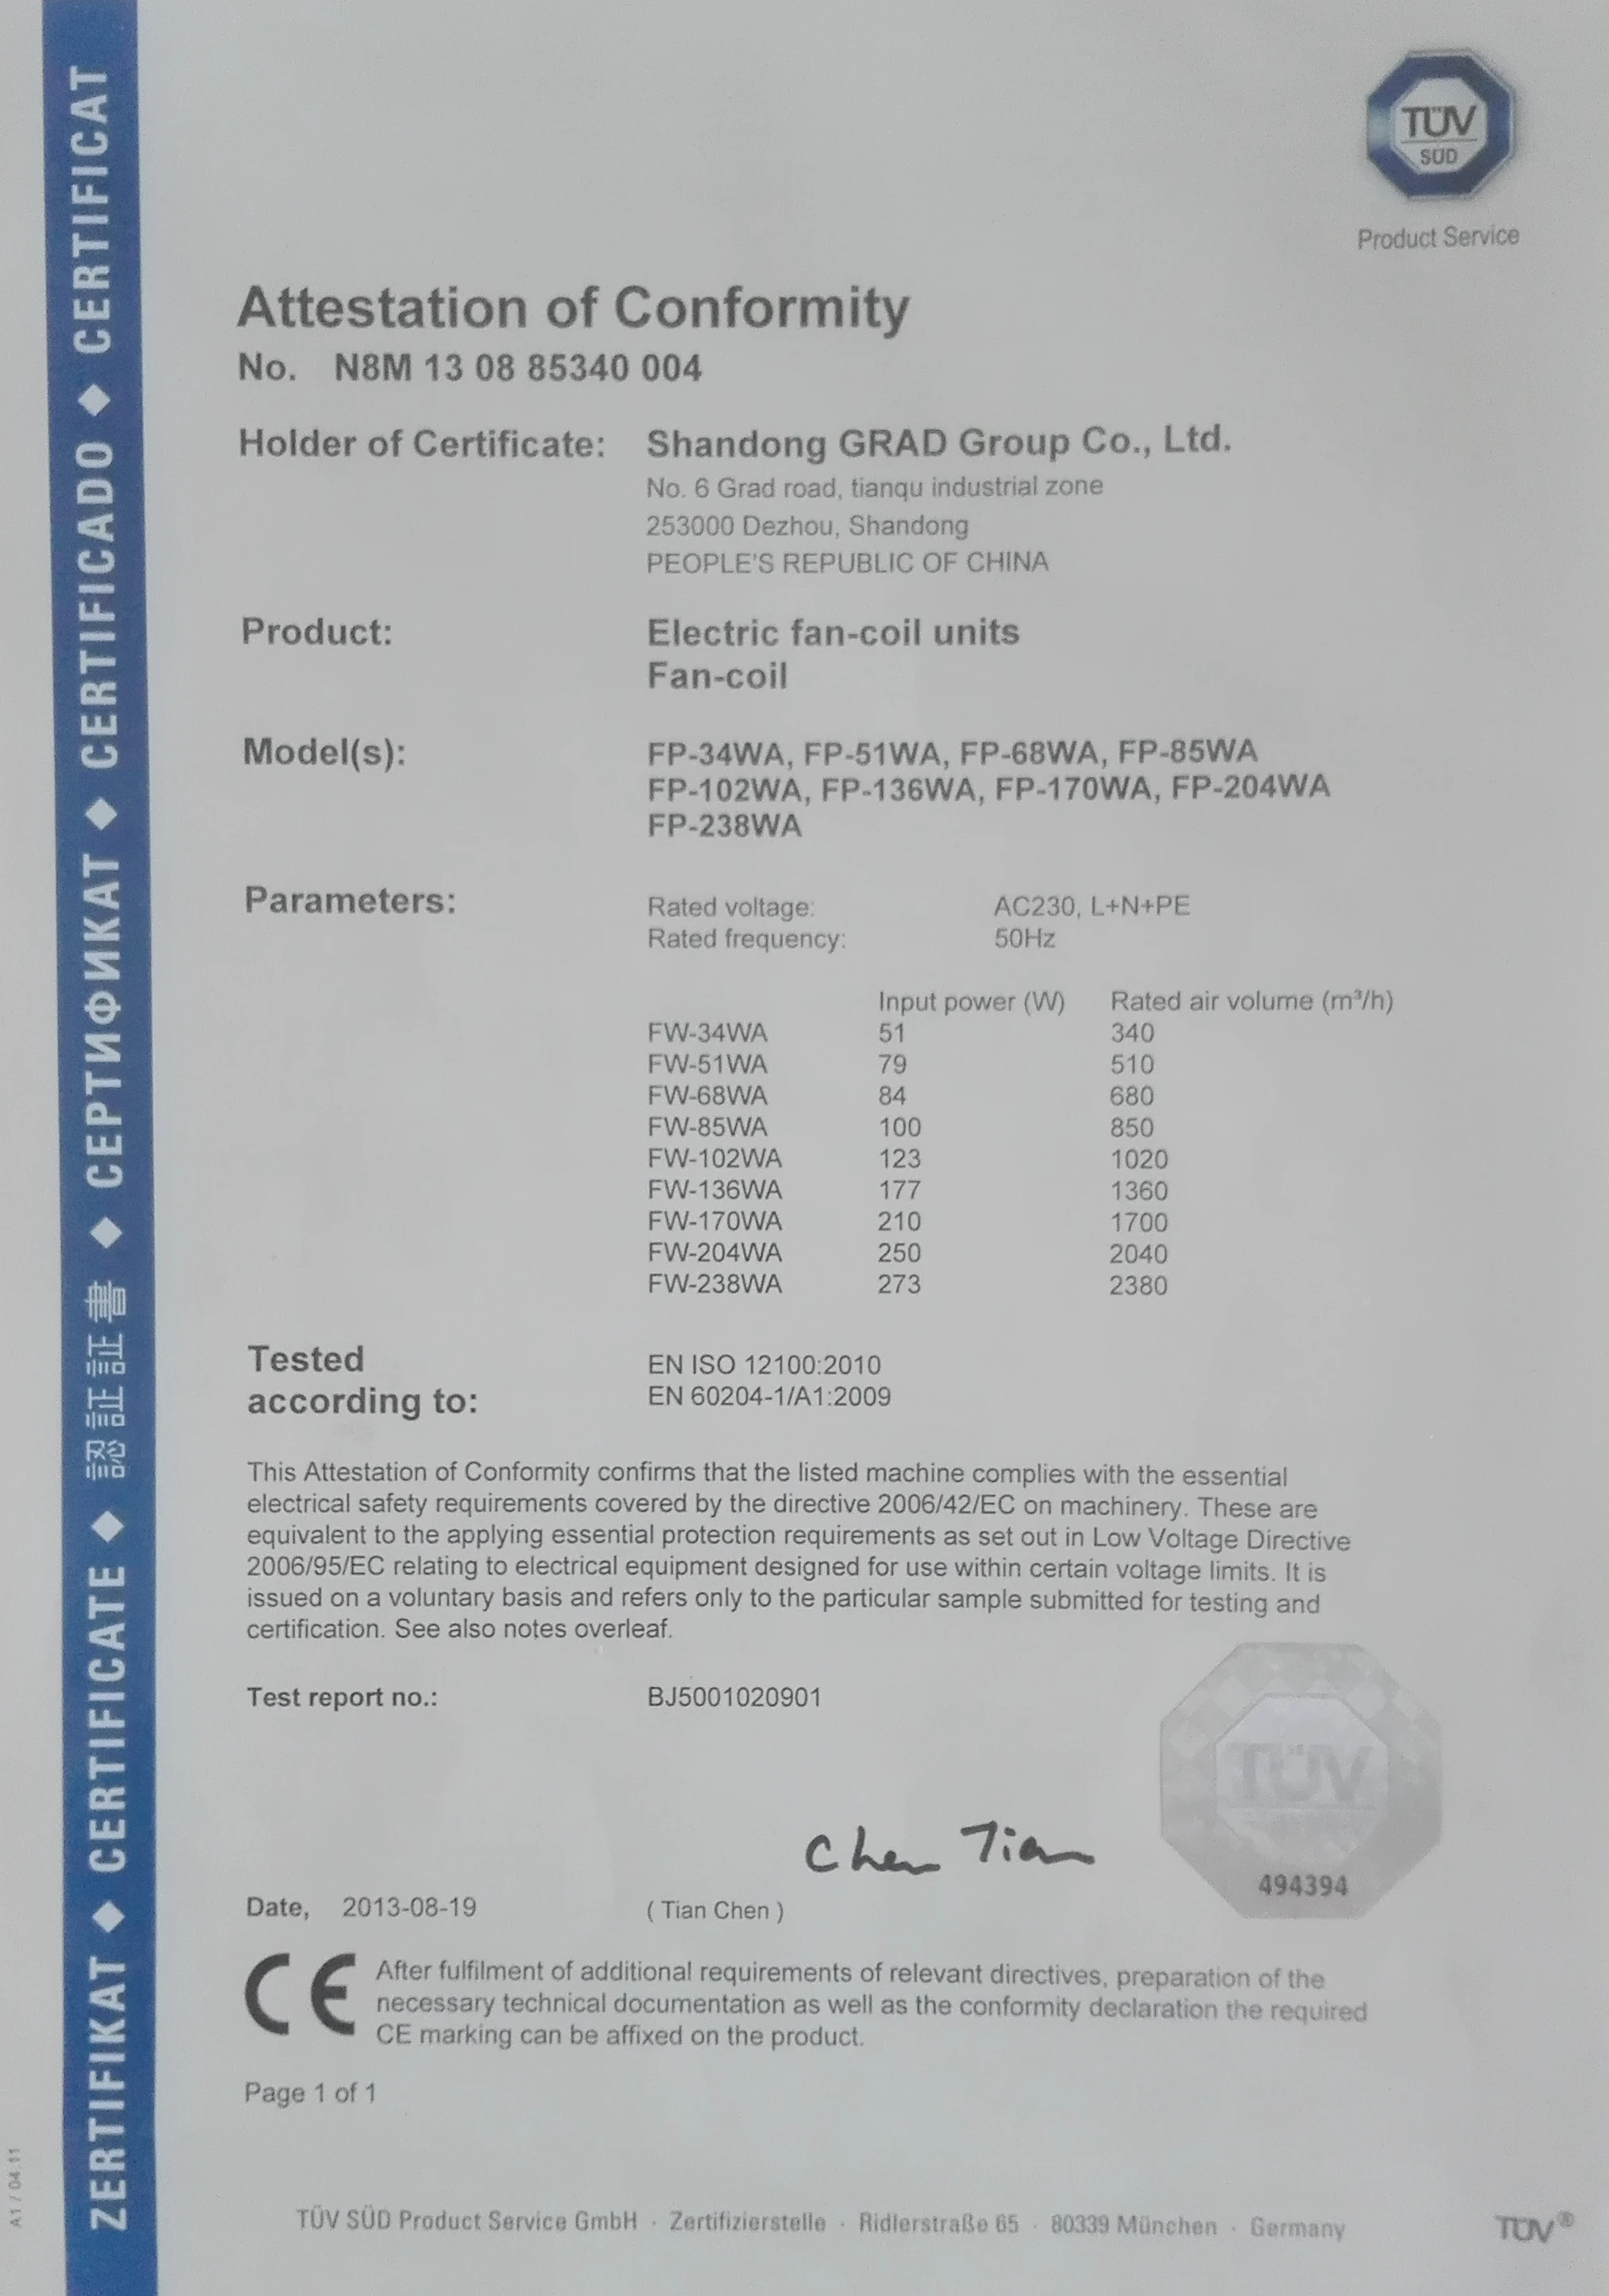 ZERTIFIKAT ◆ CERTIFICATE ◆ 認証証書 ◆ СЕРТИФИКАТ ◆ CERTIFICADO ◆ CERTIFICAT
TÜV
SÜD
Product Service
Attestation of Conformity
No. N8M 13 08 85340 004
Holder of Certificate: Shandong GRAD Group Co., Ltd.
No. 6 Grad road, tianqu industrial zone
253000 Dezhou, Shandong
PEOPLE'S REPUBLIC OF CHINA
Product: Electric fan-coil units
Fan-coil
Model(s): FP-34WA, FP-51WA, FP-68WA, FP-85WA
FP-102WA, FP-136WA, FP-170WA, FP-204WA
FP-238WA
Parameters: Rated voltage: AC230, L+N+PE
Rated frequency: 50Hz
Input power (W) Rated air volume (m³/h)
FW-34WA 51 340
FW-51WA 79 510
FW-68WA 84 680
FW-85WA 100 850
FW-102WA 123 1020
FW-136WA 177 1360
FW-170WA 210 1700
FW-204WA 250 2040
FW-238WA 273 2380
Tested EN ISO 12100:2010
according to: EN 60204-1/A1:2009
This Attestation of Conformity confirms that the listed machine complies with the essential
electrical safety requirements covered by the directive 2006/42/EC on machinery. These are
equivalent to the applying essential protection requirements as set out in Low Voltage Directive
2006/95/EC relating to electrical equipment designed for use within certain voltage limits. It is
issued on a voluntary basis and refers only to the particular sample submitted for testing and
certification. See also notes overleaf.
Test report no.: BJ5001020901
TÜV
494394
Chen Tian
Date, 2013-08-19 ( Tian Chen )
CE After fulfilment of additional requirements of relevant directives, preparation of the
necessary technical documentation as well as the conformity declaration the required
CE marking can be affixed on the product.
Page 1 of 1
A1 / 04.11
TÜV SÜD Product Service GmbH · Zertifizierstelle · Ridlerstraße 65 · 80339 München · Germany
TÜV®